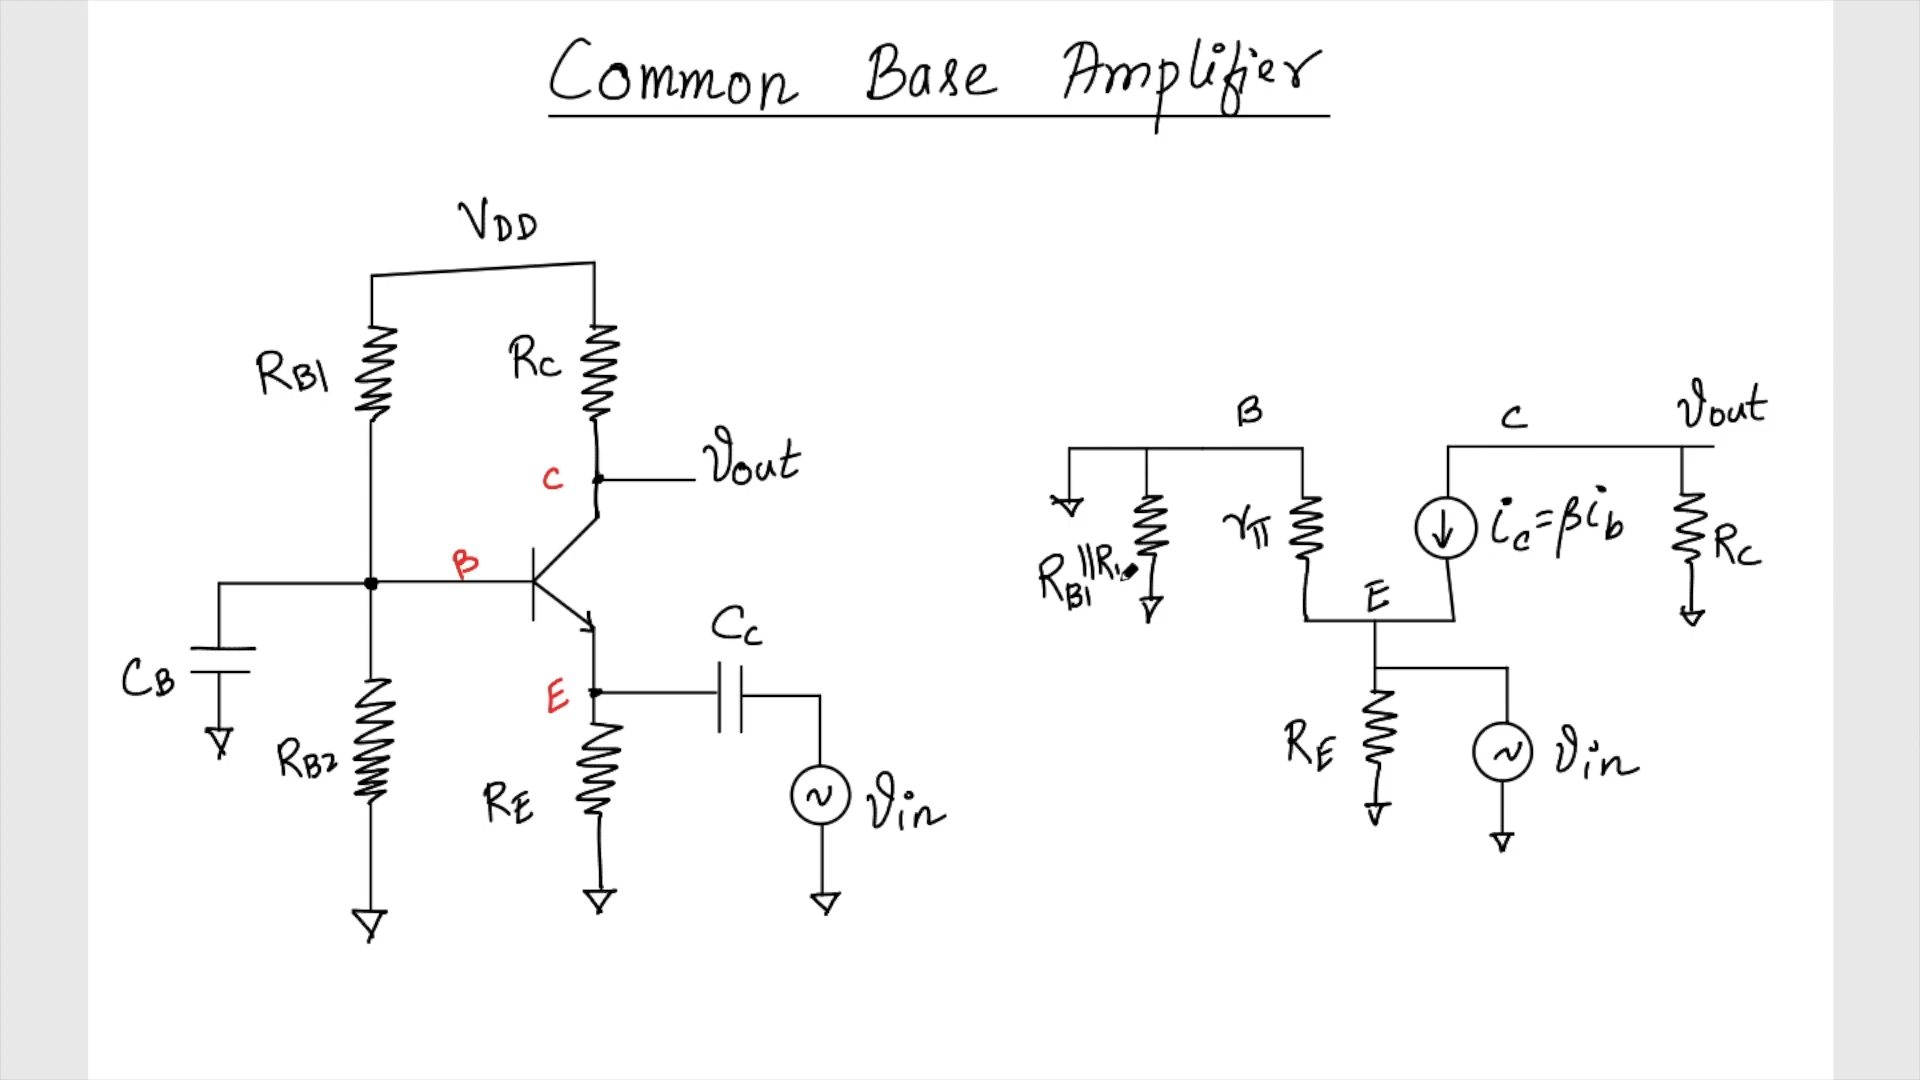 Common Base Amplifier
VDD
RB1
RC
C
Vout
B
CB
RB2
E
CC
RE
~
Vin
B
C
Vout
RB1||R
rπ
ic=βib
RC
E
RE
~
Vin